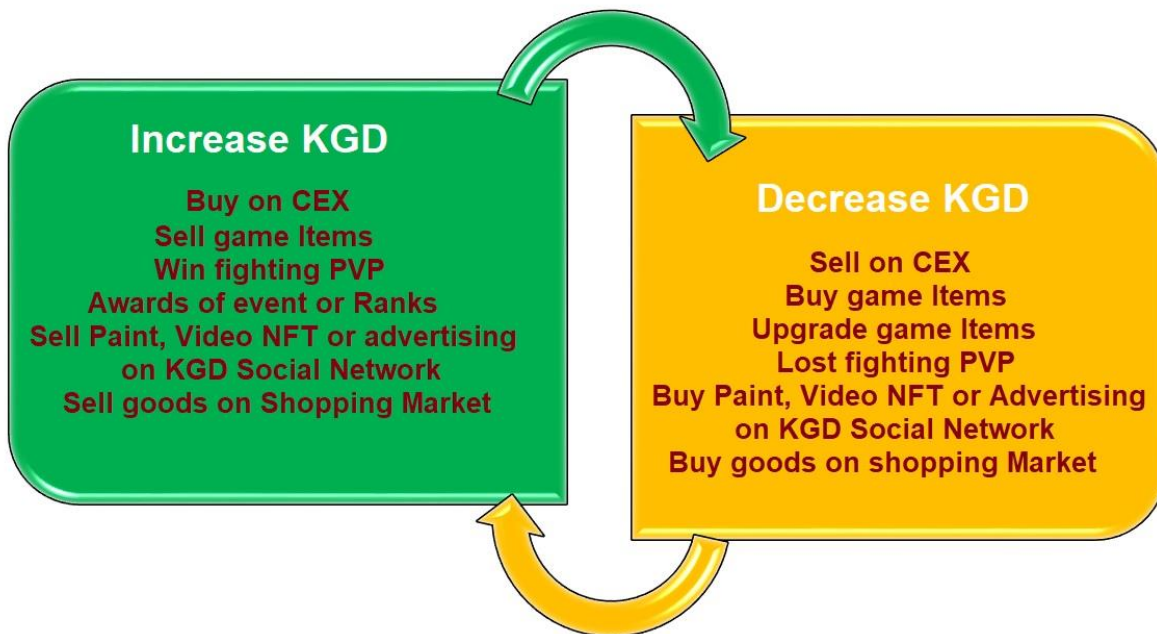 Increase KGD
Buy on CEX
Sell game Items
Win fighting PVP
Awards of event or Ranks
Sell Paint, Video NFT or advertising
on KGD Social Network
Sell goods on Shopping Market
Decrease KGD
Sell on CEX
Buy game Items
Upgrade game Items
Lost fighting PVP
Buy Paint, Video NFT or Advertising
on KGD Social Network
Buy goods on shopping Market